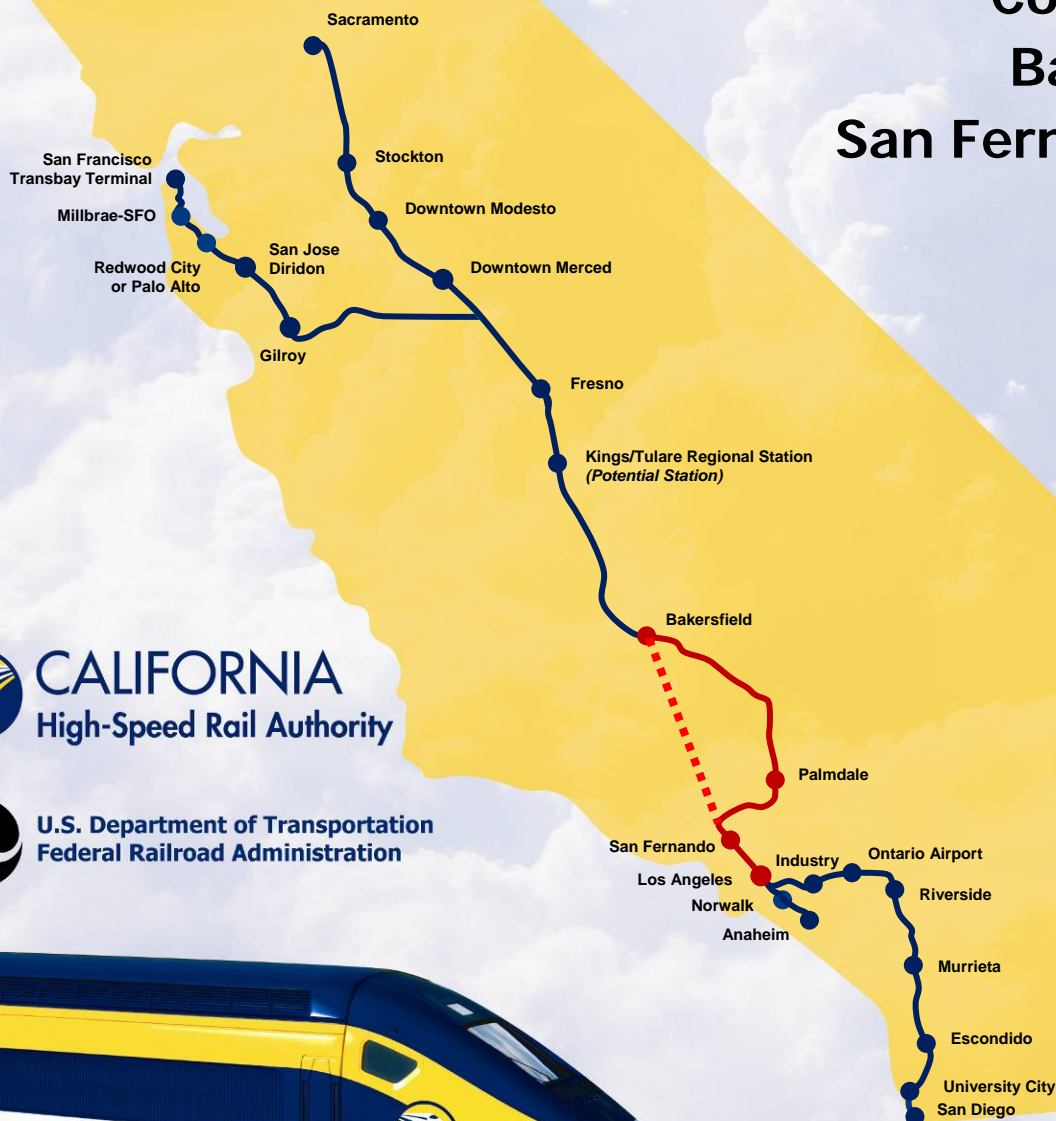 Sacramento
San Francisco
Transbay Terminal
Stockton
Millbrae-SFO
Downtown Modesto
San Jose
Diridon
Redwood City
or Palo Alto
Downtown Merced
Gilroy
Fresno
Kings/Tulare Regional Station
(Potential Station)
Bakersfield
CALIFORNIA
High-Speed Rail Authority
Palmdale
U.S. Department of Transportation
Federal Railroad Administration
San Fernando
Industry
Ontario Airport
Los Angeles
Riverside
Norwalk
Anaheim
Murrieta
Escondido
University City
San Diego
San